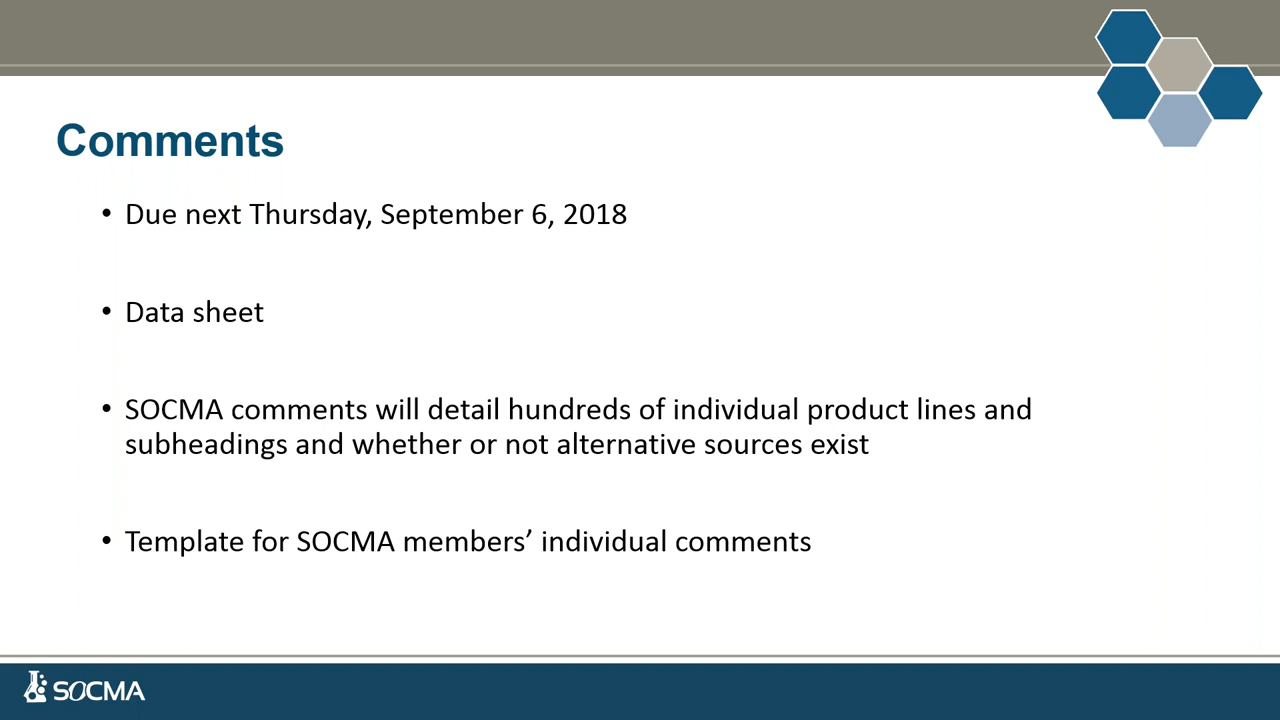 Comments
• Due next Thursday, September 6, 2018
• Data sheet
• SOCMA comments will detail hundreds of individual product lines and
subheadings and whether or not alternative sources exist
• Template for SOCMA members’ individual comments
SOCMA